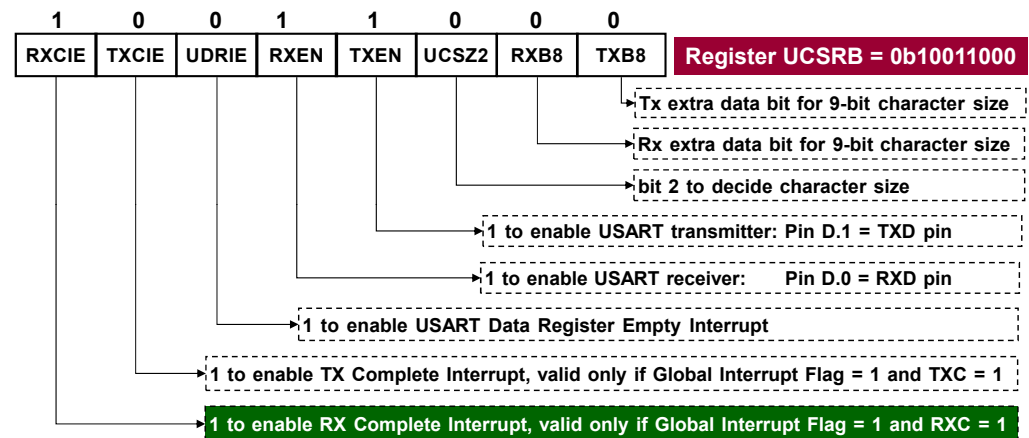 1 0 0 1 1 0 0 0
RXCIE TXCIE UDRIE RXEN TXEN UCSZ2 RXB8 TXB8 Register UCSRB = 0b10011000
Tx extra data bit for 9-bit character size
Rx extra data bit for 9-bit character size
bit 2 to decide character size
1 to enable USART transmitter: Pin D.1 = TXD pin
1 to enable USART receiver: Pin D.0 = RXD pin
1 to enable USART Data Register Empty Interrupt
1 to enable TX Complete Interrupt, valid only if Global Interrupt Flag = 1 and TXC = 1
1 to enable RX Complete Interrupt, valid only if Global Interrupt Flag = 1 and RXC = 1